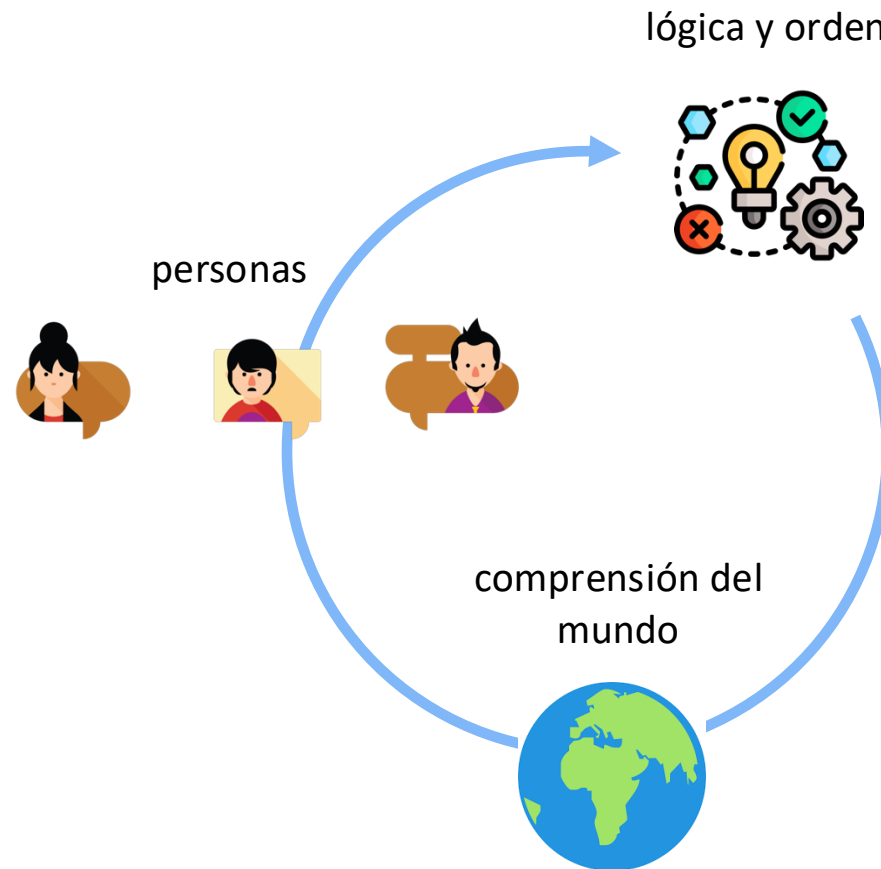 lógica y orden
personas
comprensión del
mundo